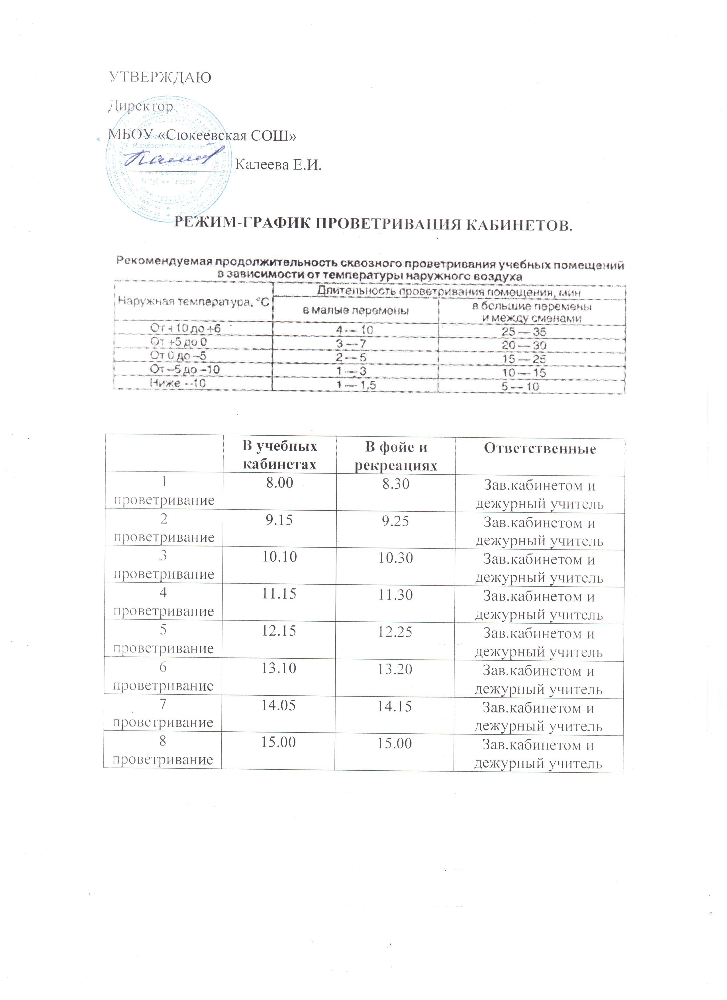 УТВЕРЖДАЮ
Директор
МБОУ «Сюкеевская СОШ»
Калеева Е.И.
Республики Татарстан
РЕЖИМ-ГРАФИК ПРОВЕТРИВАНИЯ КАБИНЕТОВ.
Рекомендуемая продолжительность сквозного проветривания учебных помещений
в зависимости от температуры наружного воздуха
Наружная температура, °С
Длительность проветривания помещения, мин
в малые перемены
в большие перемены
и между сменами
От +10 до +6 4 — 10 25 — 35
От +5 до 0 3 — 7 20 — 30
От 0 до –5 2 — 5 15 — 25
От –5 до –10 1 — 3 10 — 15
Ниже –10 1 — 1,5 5 — 10
В учебных В фойе и Ответственные
кабинетах рекреациях
1 8.00 8.30 Зав.кабинетом и
проветривание дежурный учитель
2 9.15 9.25 Зав.кабинетом и
проветривание дежурный учитель
3 10.10 10.30 Зав.кабинетом и
проветривание дежурный учитель
4 11.15 11.30 Зав.кабинетом и
проветривание дежурный учитель
5 12.15 12.25 Зав.кабинетом и
проветривание дежурный учитель
6 13.10 13.20 Зав.кабинетом и
проветривание дежурный учитель
7 14.05 14.15 Зав.кабинетом и
проветривание дежурный учитель
8 15.00 15.00 Зав.кабинетом и
проветривание дежурный учитель